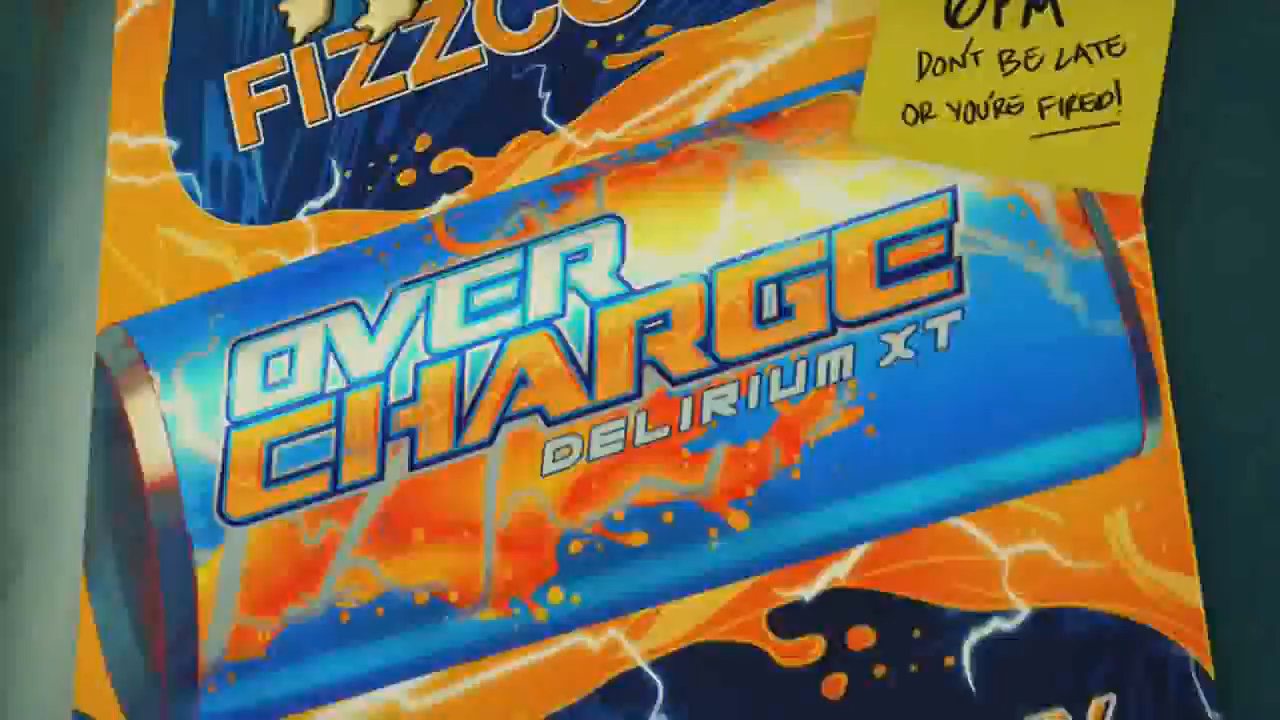 FIZZCO
6PM
DON'T BE LATE
OR YOU'RE FIRED!
OVER
CHARGE
DELIRIUM XT